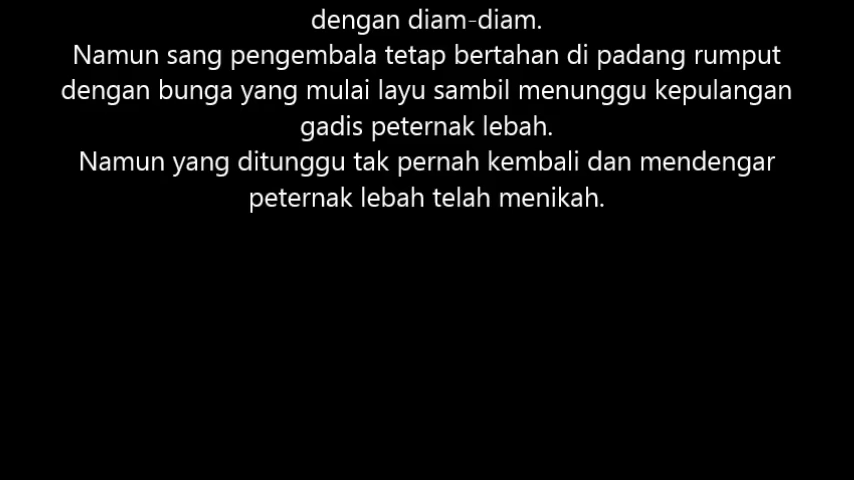 dengan diam-diam.
Namun sang pengembala tetap bertahan di padang rumput
dengan bunga yang mulai layu sambil menunggu kepulangan
gadis peternak lebah.
Namun yang ditunggu tak pernah kembali dan mendengar
peternak lebah telah menikah.